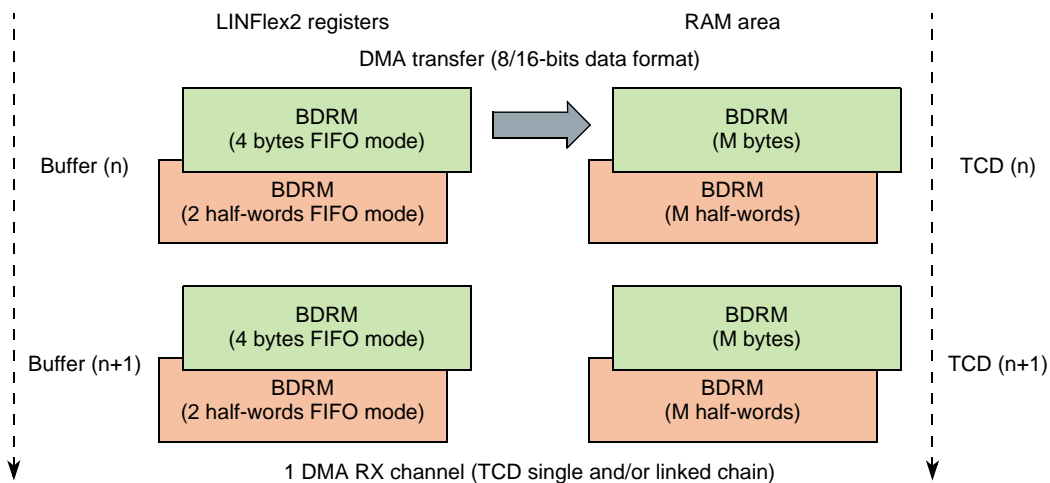 LINFlex2 registers
RAM area
DMA transfer (8/16-bits data format)
BDRM
(4 bytes FIFO mode)
BDRM
(M bytes)
Buffer (n)
BDRM
(2 half-words FIFO mode)
BDRM
(M half-words)
TCD (n)
BDRM
(4 bytes FIFO mode)
BDRM
(M bytes)
Buffer (n+1)
BDRM
(2 half-words FIFO mode)
BDRM
(M half-words)
TCD (n+1)
1 DMA RX channel (TCD single and/or linked chain)